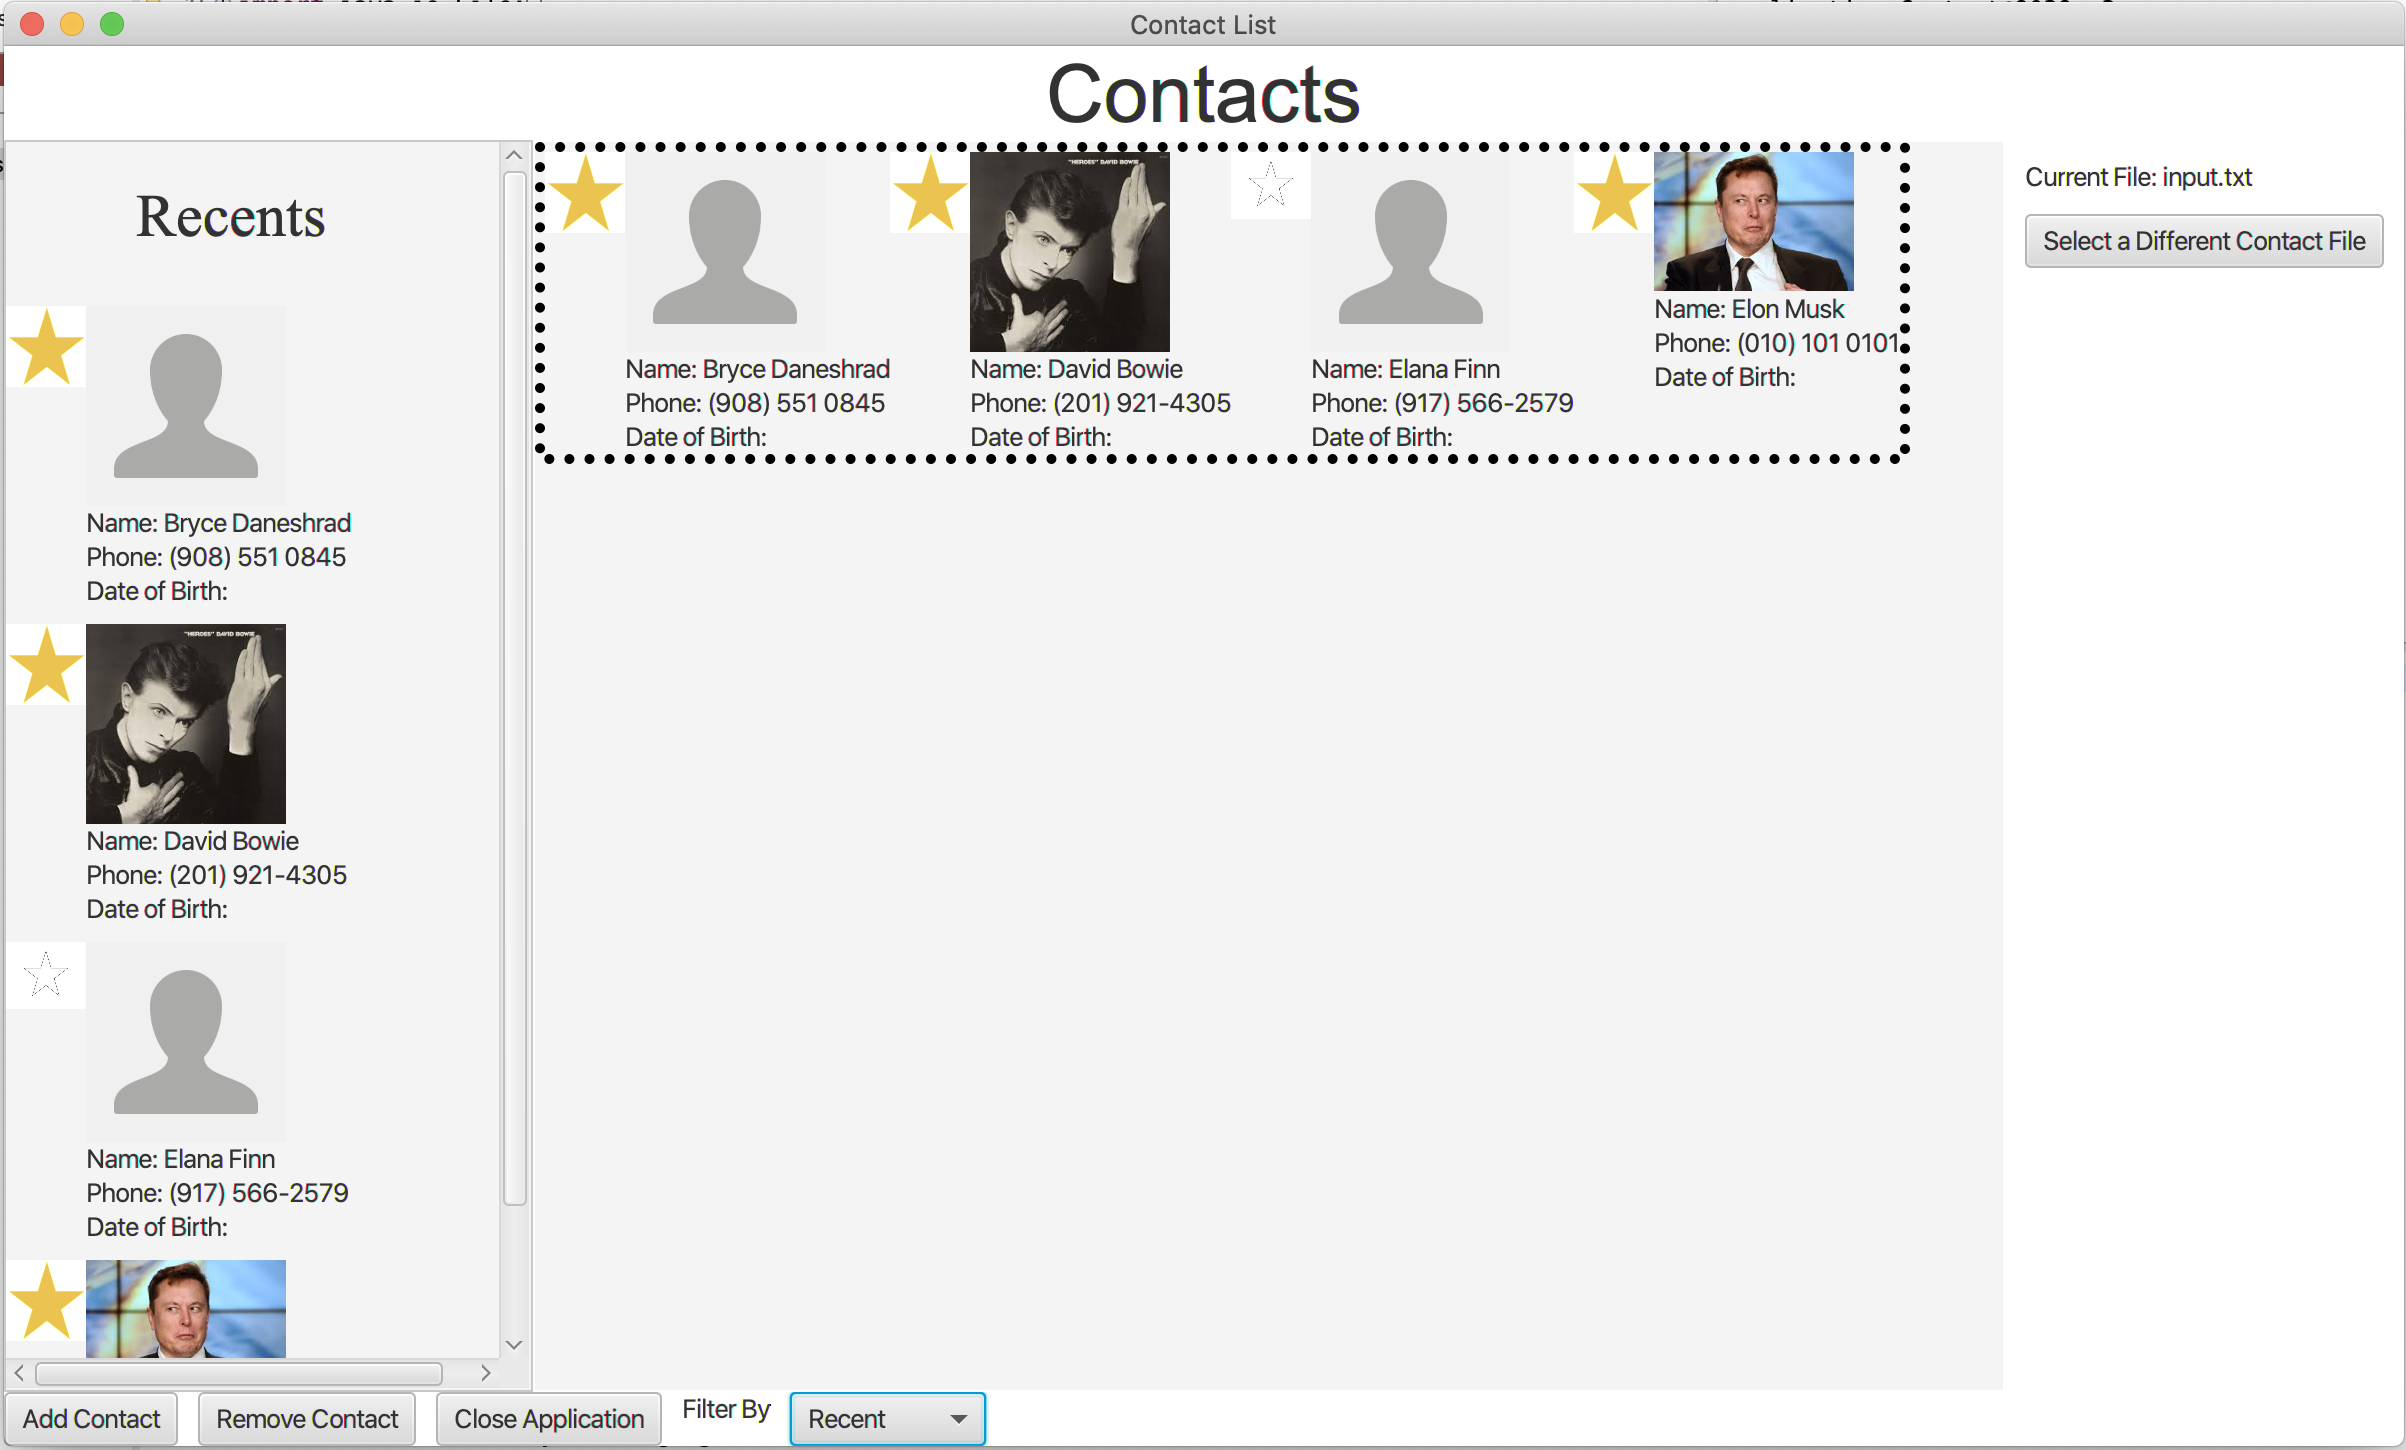 Contact List
Contacts
Recents
Name: Bryce Daneshrad
Phone: (908) 551 0845
Date of Birth:
"HEROES" DAVID BOWIE
Name: David Bowie
Phone: (201) 921-4305
Date of Birth:
Name: Elana Finn
Phone: (917) 566-2579
Date of Birth:
Name: Bryce Daneshrad
Phone: (908) 551 0845
Date of Birth:
"HEROES" DAVID BOWIE
Name: David Bowie
Phone: (201) 921-4305
Date of Birth:
Name: Elana Finn
Phone: (917) 566-2579
Date of Birth:
Name: Elon Musk
Phone: (010) 101 0101
Date of Birth:
Current File: input.txt
Select a Different Contact File
Add Contact
Remove Contact
Close Application
Filter By
Recent